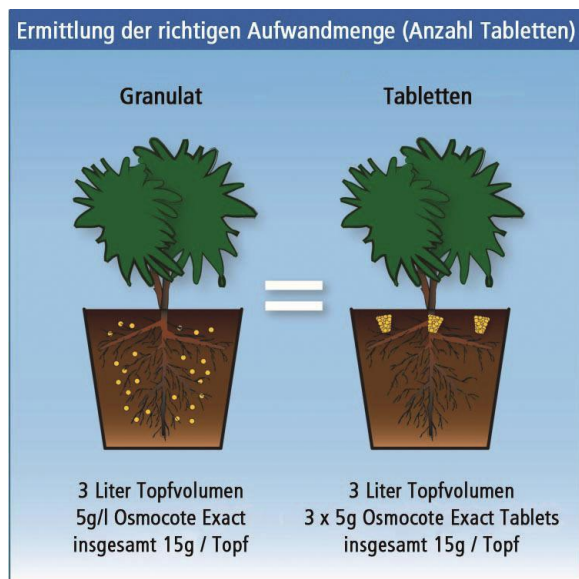 Ermittlung der richtigen Aufwandmenge (Anzahl Tabletten)
Granulat
Tabletten
3 Liter Topfvolumen
5g/l Osmocote Exact
insgesamt 15g / Topf
3 Liter Topfvolumen
3 x 5g Osmocote Exact Tablets
insgesamt 15g / Topf